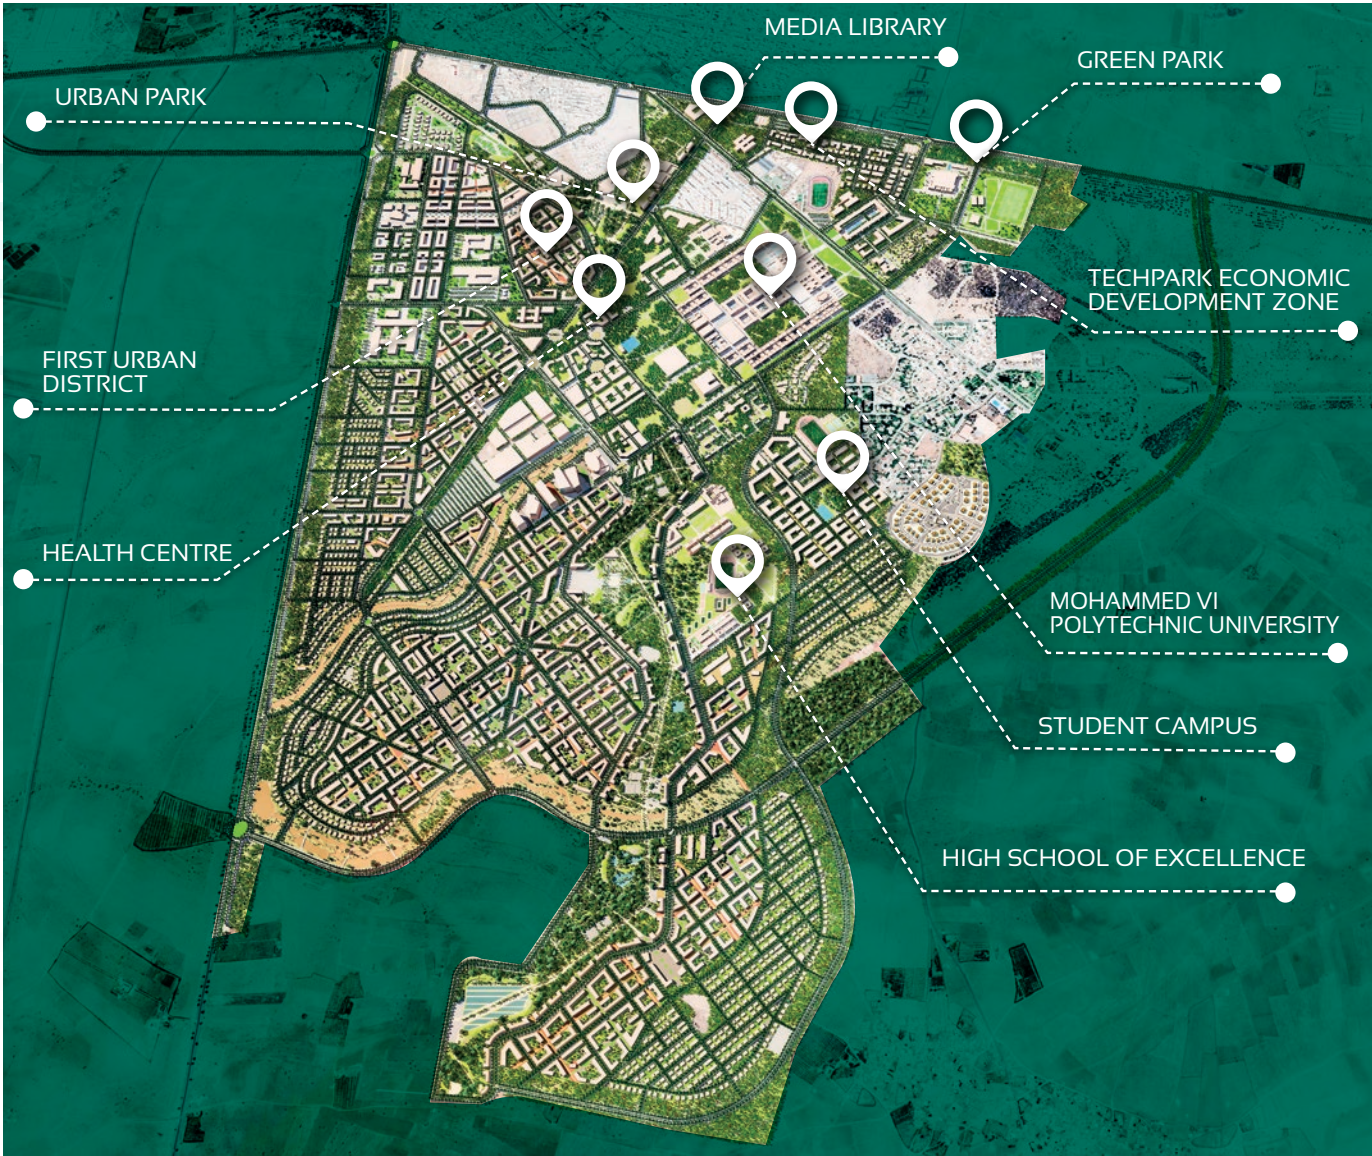 MEDIA LIBRARY
GREEN PARK
URBAN PARK
TECHPARK ECONOMIC
DEVELOPMENT ZONE
FIRST URBAN
DISTRICT
HEALTH CENTRE
MOHAMMED VI
POLYTECHNIC UNIVERSITY
STUDENT CAMPUS
HIGH SCHOOL OF EXCELLENCE